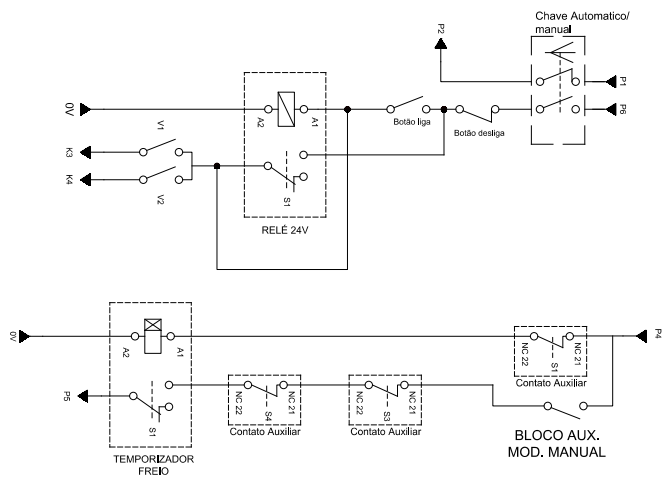 Chave Automatico/
manual
P2
P1
P6
0V
A2
A1
Botão liga
Botão desliga
V1
K3
K4
V2
S1
RELÉ 24V
0V
A2
A1
NC 22
S1
NC 21
P4
Contato Auxiliar
P5
S1
NC 22
S4
NC 21
Contato Auxiliar
NC 22
S3
NC 21
Contato Auxiliar
BLOCO AUX.
MOD. MANUAL
TEMPORIZADOR
FREIO